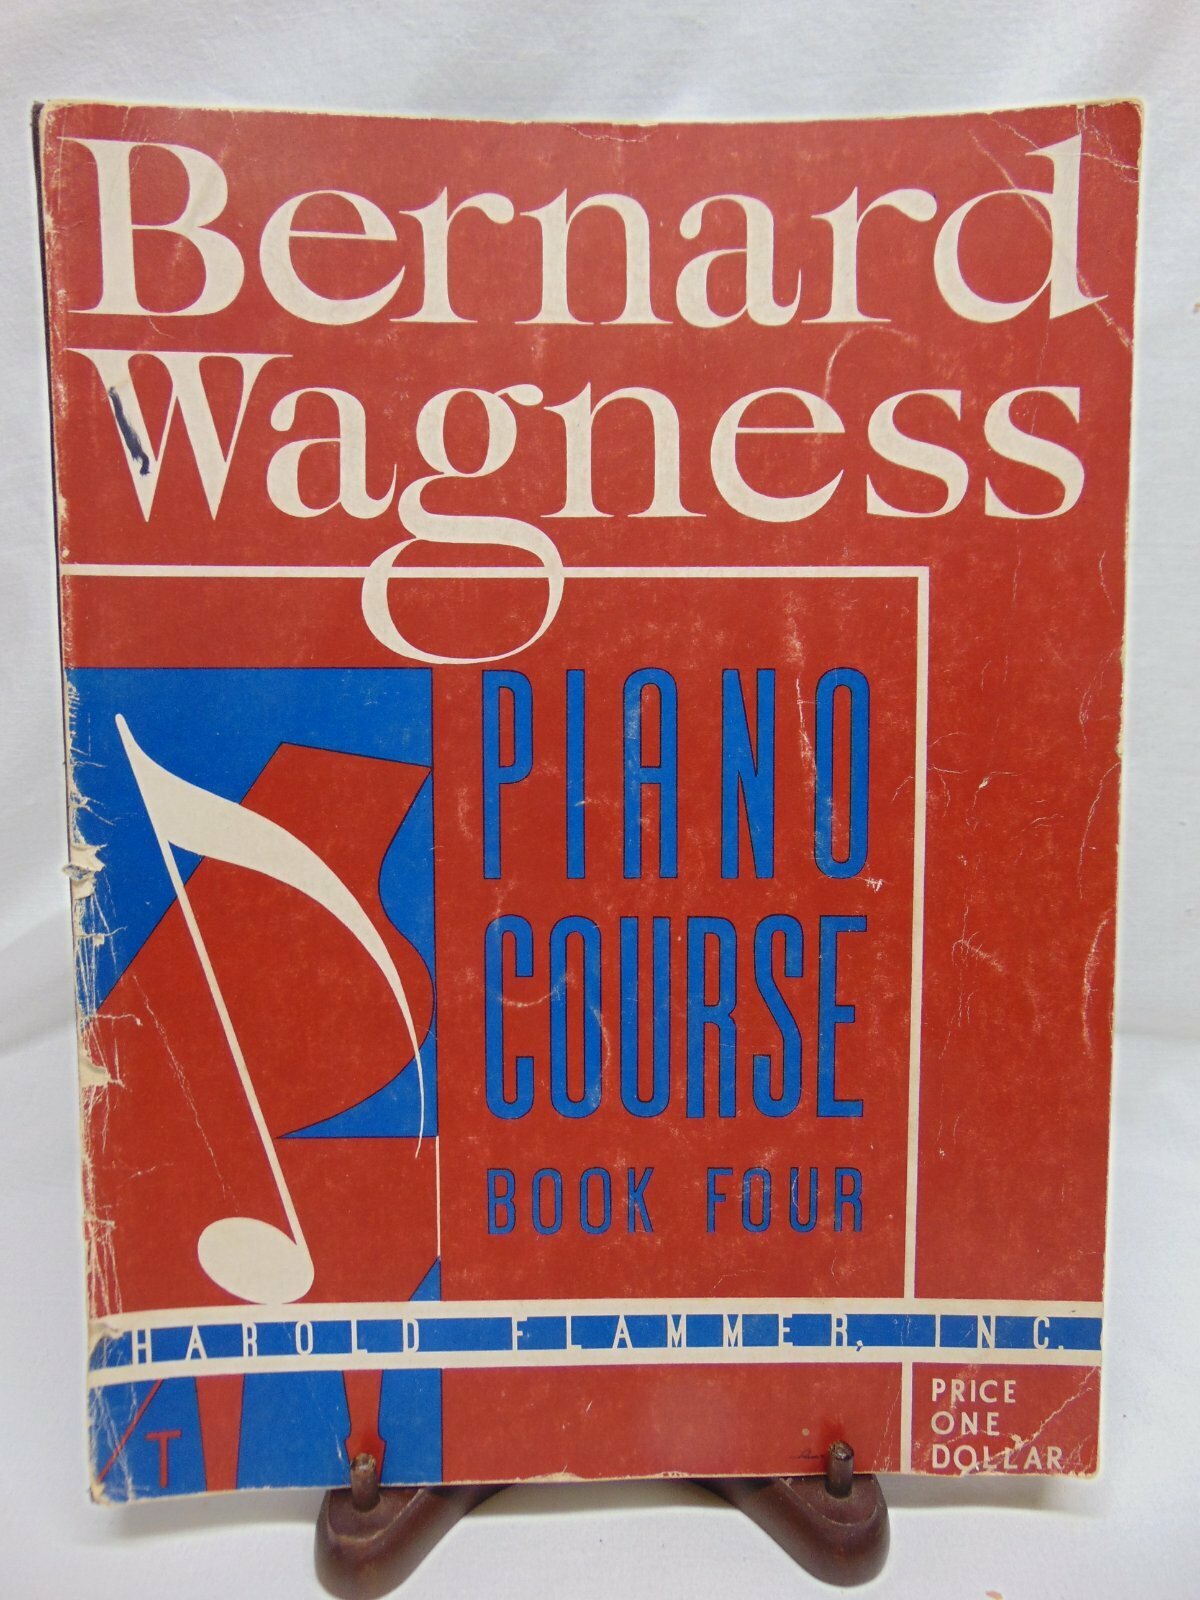 Bernard
Wagness
PIANO
COURSE
BOOK FOUR
HAROLD FLAMMER, INC.
PRICE
ONE
DOLLAR
T